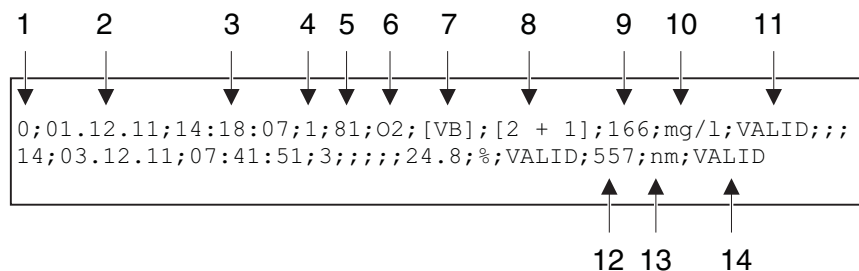 1 2 3 4 5 6 7 8 9 10 11
0;01.12.11;14:18:07;1;81;O2;[VB];[2 + 1];166;mg/l;VALID;;;
14;03.12.11;07:41:51;3;;;;;24.8;%;VALID;557;nm;VALID
12 13 14